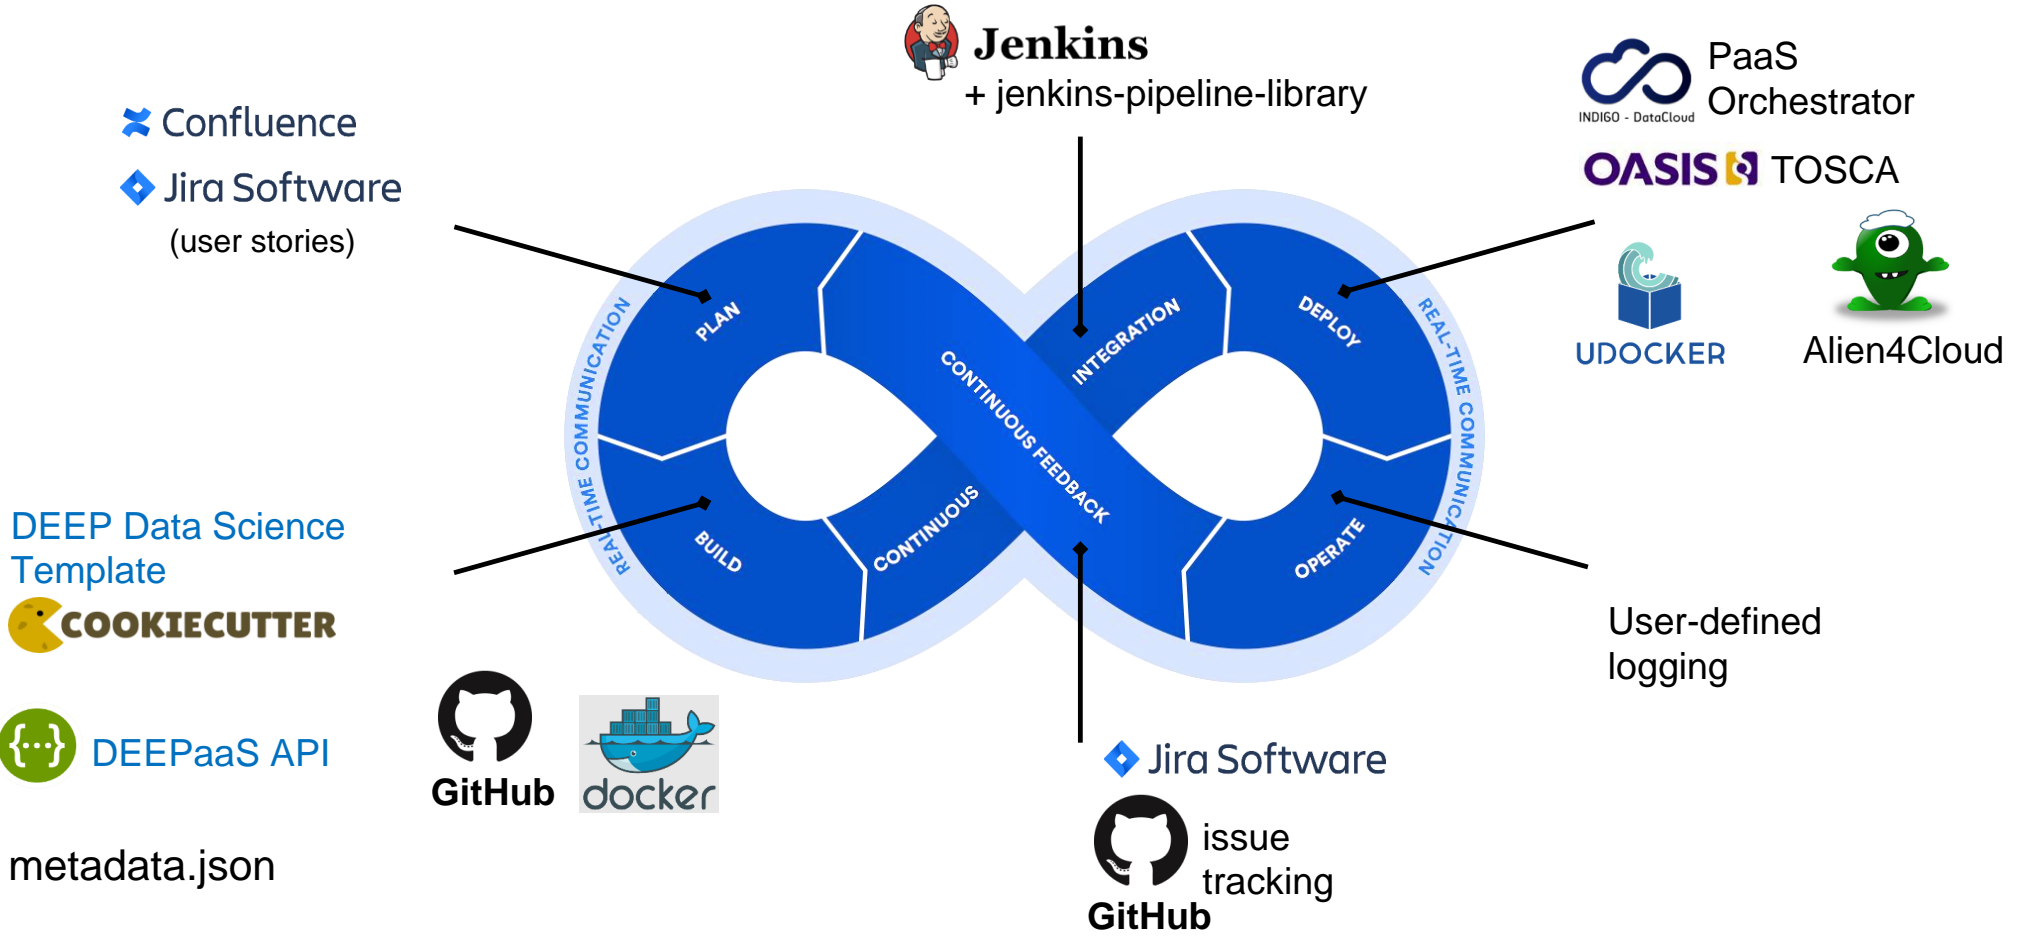 Jenkins
+ jenkins-pipeline-library
PaaS
Orchestrator
INDIGO - DataCloud
OASIS TOSCA
UDOCKER
Alien4Cloud
Confluence
Jira Software
(user stories)
REAL-TIME COMMUNICATION
PLAN
BUILD
CONTINUOUS
INTEGRATION
CONTINUOUS FEEDBACK
DEPLOY
OPERATE
REAL-TIME COMMUNICATION
DEEP Data Science
Template
COOKIECUTTER
{···} DEEPaaS API
metadata.json
GitHub
docker
User-defined
logging
Jira Software
issue
tracking
GitHub